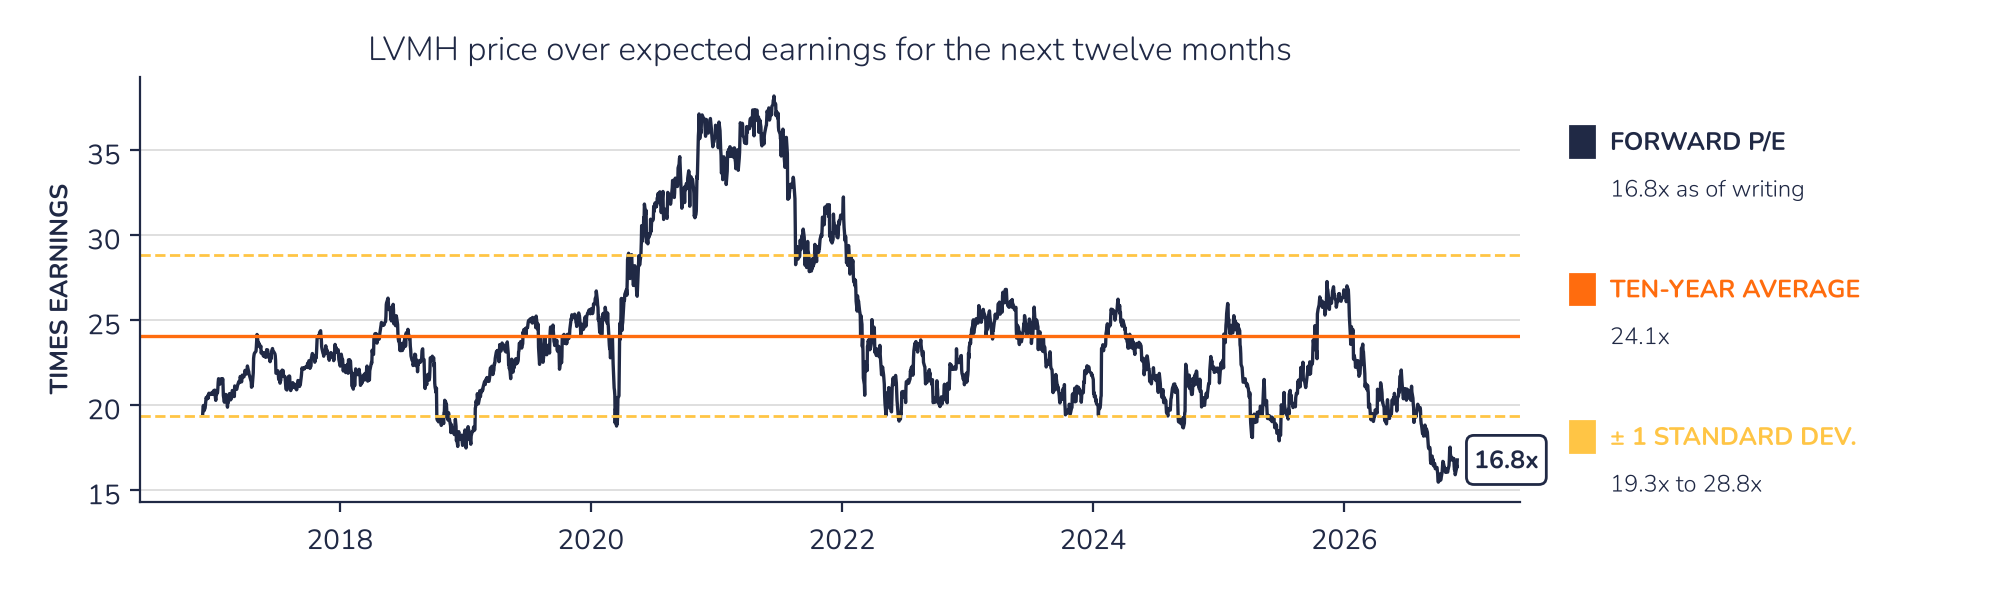 LVMH price over expected earnings for the next twelve months
TIMES EARNINGS
35
30
25
20
15
2018
2020
2022
2024
2026
16.8x
FORWARD P/E
16.8x as of writing
TEN-YEAR AVERAGE
24.1x
± 1 STANDARD DEV.
19.3x to 28.8x